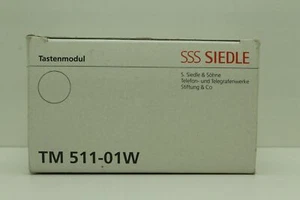 Tastenmodul
SSS SIEDLE
S. Siedle & Söhne
Telefon- und Telegrafenwerke
Stiftung & Co
TM 511-01W